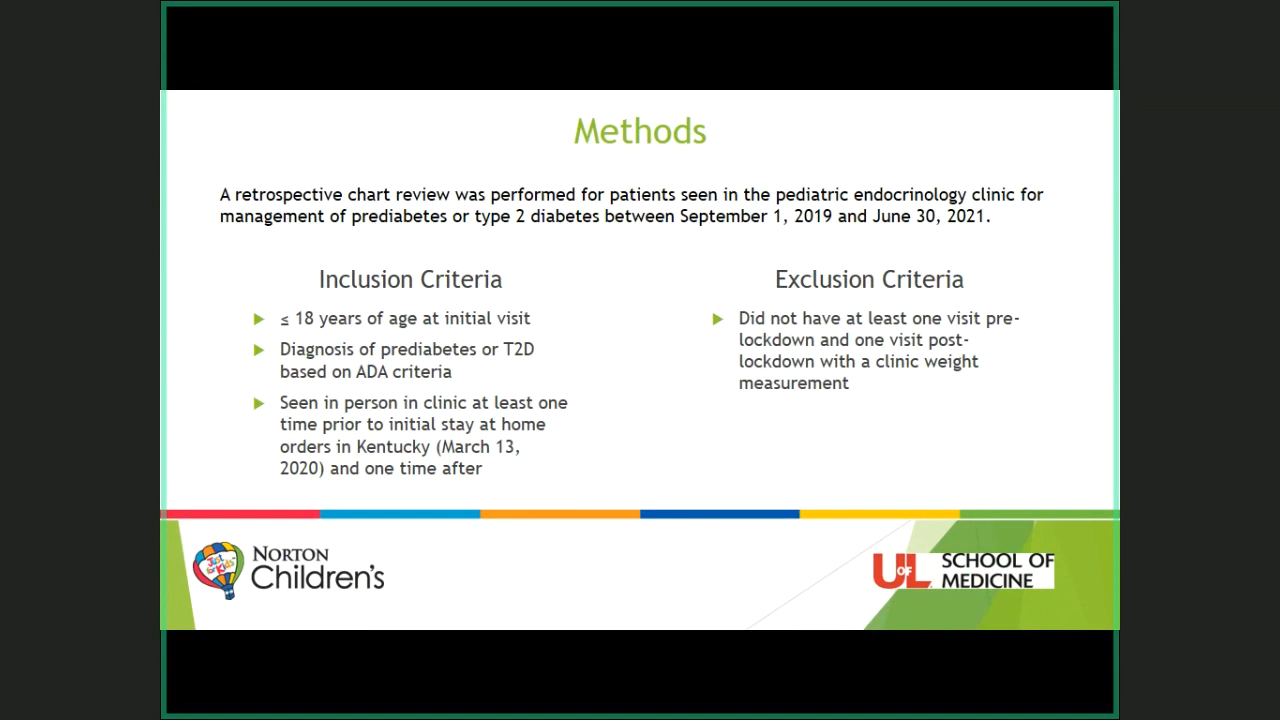 Methods
A retrospective chart review was performed for patients seen in the pediatric endocrinology clinic for
management of prediabetes or type 2 diabetes between September 1, 2019 and June 30, 2021.
Inclusion Criteria
≤ 18 years of age at initial visit
Diagnosis of prediabetes or T2D
based on ADA criteria
Seen in person in clinic at least one
time prior to initial stay at home
orders in Kentucky (March 13,
2020) and one time after
Exclusion Criteria
Did not have at least one visit pre-
lockdown and one visit post-
lockdown with a clinic weight
measurement
Just
for Kids
NORTON
Children's
UOFL
SCHOOL OF
MEDICINE